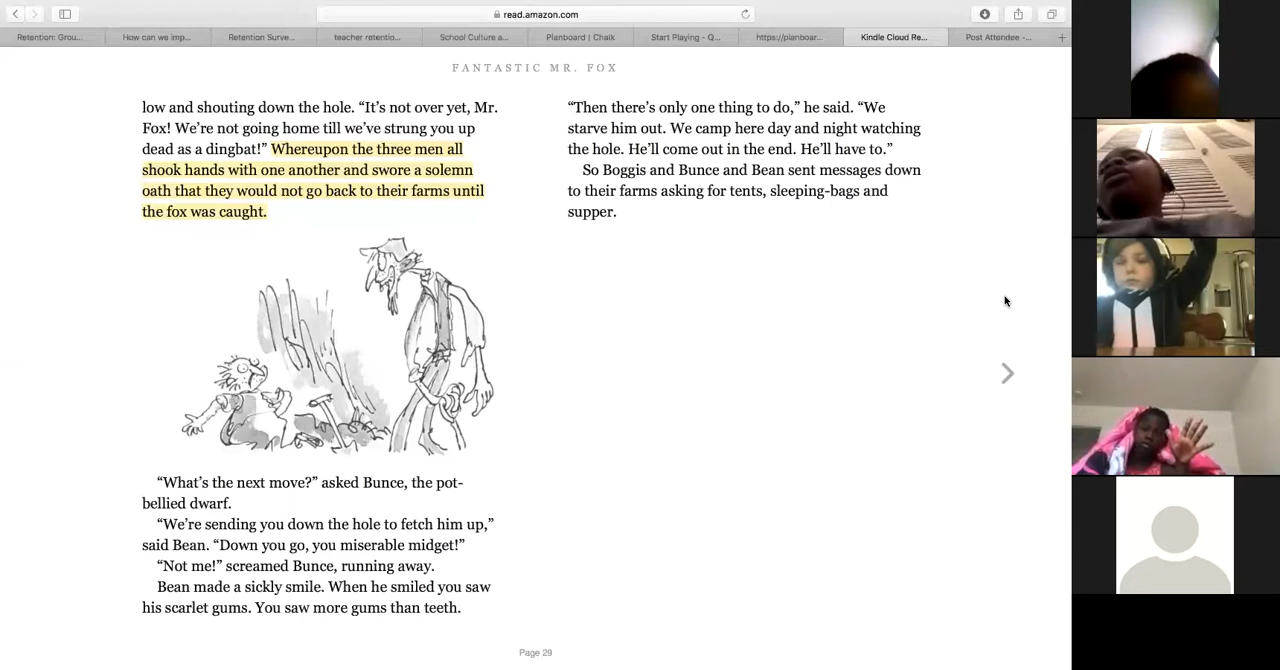 read.amazon.com
Retention: Grou...
How can we imp...
Retention Surve...
teacher retentio...
School Culture a...
Planboard | Chalk
Start Playing - Q...
https://planboar...
Kindle Cloud Re...
Post Attendee -...
FANTASTIC MR. FOX
low and shouting down the hole. “It’s not over yet, Mr.
Fox! We’re not going home till we’ve strung you up
dead as a dingbat!” Whereupon the three men all
shook hands with one another and swore a solemn
oath that they would not go back to their farms until
the fox was caught.
“What’s the next move?” asked Bunce, the pot-
bellied dwarf.
“We’re sending you down the hole to fetch him up,”
said Bean. “Down you go, you miserable midget!”
“Not me!” screamed Bunce, running away.
Bean made a sickly smile. When he smiled you saw
his scarlet gums. You saw more gums than teeth.
“Then there’s only one thing to do,” he said. “We
starve him out. We camp here day and night watching
the hole. He’ll come out in the end. He’ll have to.”
So Boggis and Bunce and Bean sent messages down
to their farms asking for tents, sleeping-bags and
supper.
Page 29